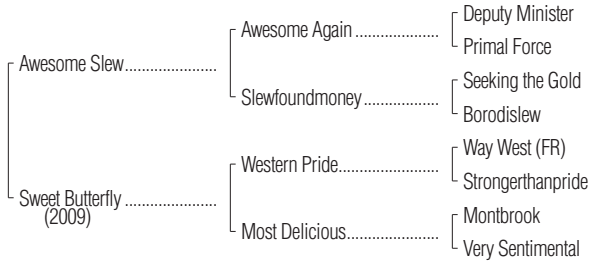 Deputy Minister
Awesome Again
Primal Force
Awesome Slew
Seeking the Gold
Slewfoundmoney
Borodislew
Way West (FR)
Western Pride
Strongerthanpride
Sweet Butterfly
(2009)
Montbrook
Most Delicious
Very Sentimental